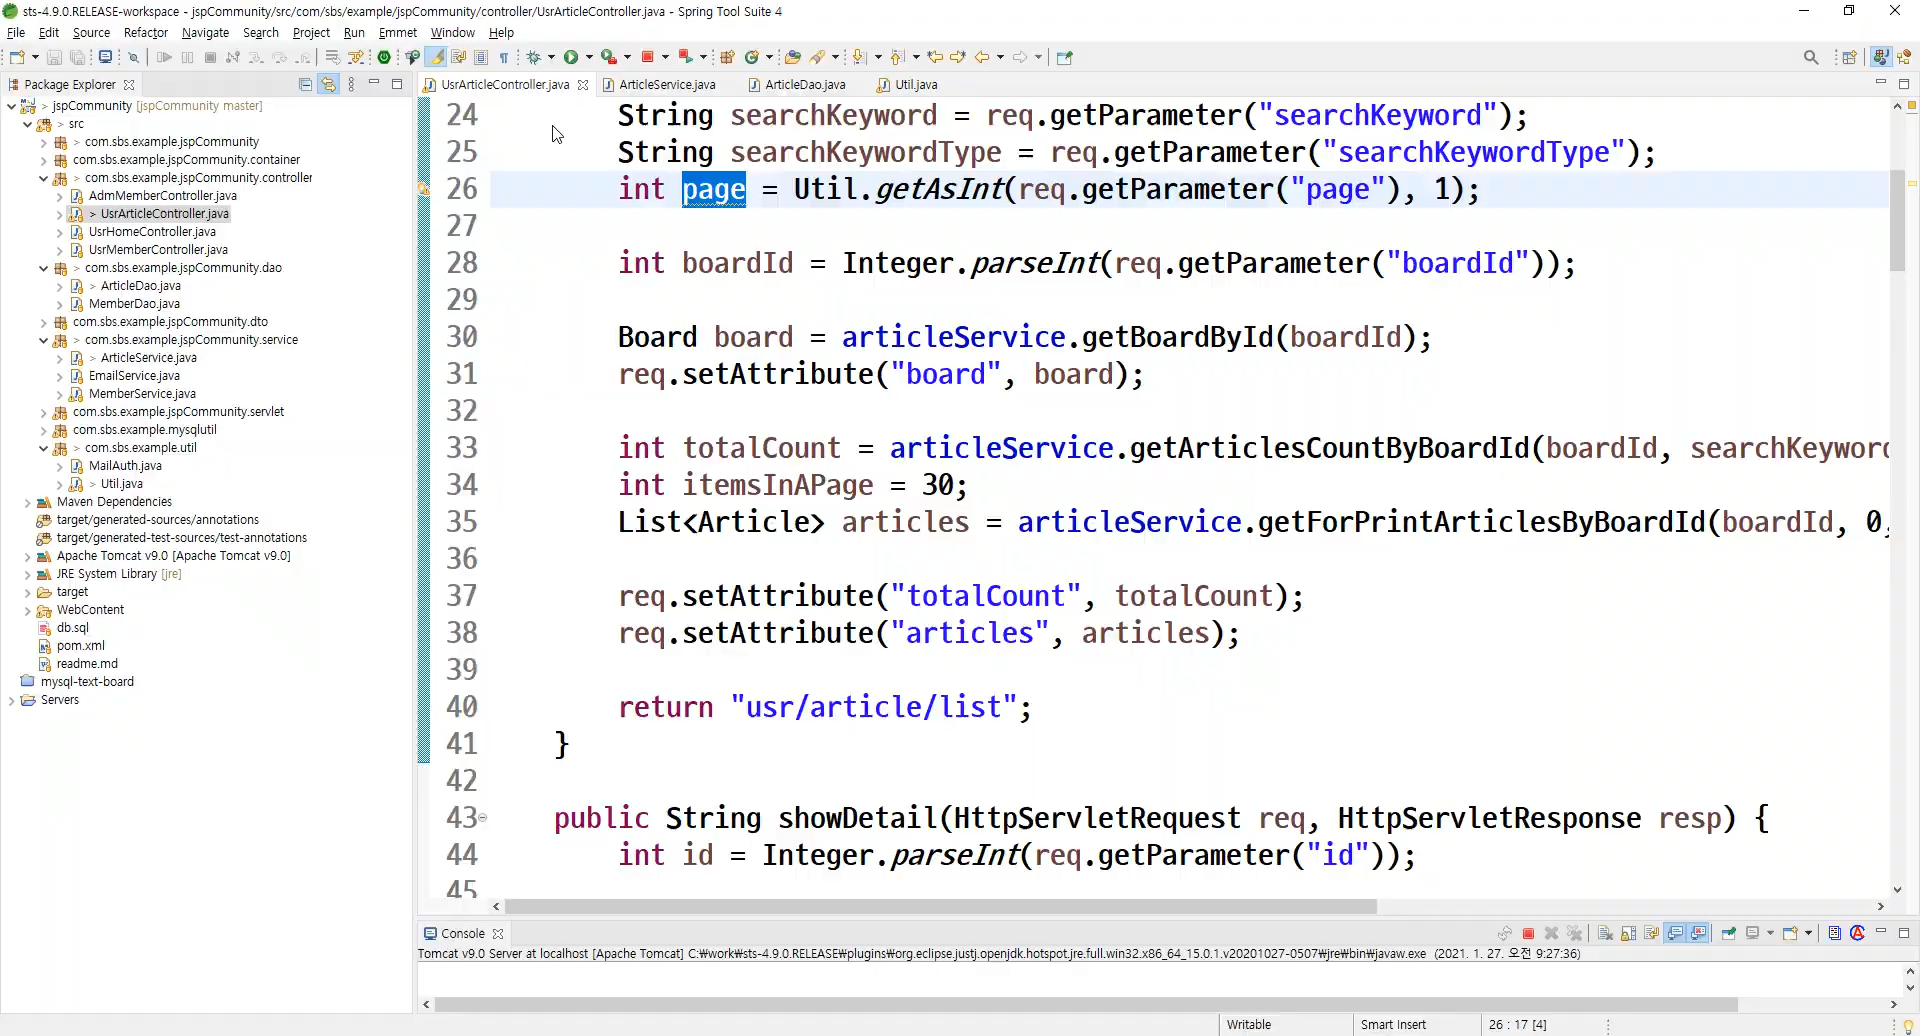 sts-4.9.0.RELEASE-workspace - jspCommunity/src/com/sbs/example/jspCommunity/controller/UsrArticleController.java - Spring Tool Suite 4
File Edit Source Refactor Navigate Search Project Run Emmet Window Help
Package Explorer
UsrArticleController.java
ArticleService.java
ArticleDao.java
Util.java
> jspCommunity [jspCommunity master]
> src
> com.sbs.example.jspCommunity
com.sbs.example.jspCommunity.container
> com.sbs.example.jspCommunity.controller
AdmMemberController.java
> UsrArticleController.java
UsrHomeController.java
UsrMemberController.java
> com.sbs.example.jspCommunity.dao
> ArticleDao.java
MemberDao.java
com.sbs.example.jspCommunity.dto
> com.sbs.example.jspCommunity.service
> ArticleService.java
EmailService.java
MemberService.java
com.sbs.example.jspCommunity.servlet
com.sbs.example.mysqlutil
> com.sbs.example.util
MailAuth.java
> Util.java
Maven Dependencies
target/generated-sources/annotations
target/generated-test-sources/test-annotations
Apache Tomcat v9.0 [Apache Tomcat v9.0]
JRE System Library [jre]
target
WebContent
db.sql
pom.xml
readme.md
mysql-text-board
Servers
24 String searchKeyword = req.getParameter("searchKeyword");
25 String searchKeywordType = req.getParameter("searchKeywordType");
26 int page = Util.getAsInt(req.getParameter("page"), 1);
27
28 int boardId = Integer.parseInt(req.getParameter("boardId"));
29
30 Board board = articleService.getBoardById(boardId);
31 req.setAttribute("board", board);
32
33 int totalCount = articleService.getArticlesCountByBoardId(boardId, searchKeyword
34 int itemsInAPage = 30;
35 List<Article> articles = articleService.getForPrintArticlesByBoardId(boardId, 0,
36
37 req.setAttribute("totalCount", totalCount);
38 req.setAttribute("articles", articles);
39
40 return "usr/article/list";
41 }
42
43 public String showDetail(HttpServletRequest req, HttpServletResponse resp) {
44 int id = Integer.parseInt(req.getParameter("id"));
45
Console
Tomcat v9.0 Server at localhost [Apache Tomcat] C:₩work₩sts-4.9.0.RELEASE₩plugins₩org.eclipse.justj.openjdk.hotspot.jre.full.win32.x86_64_15.0.1.v20201027-0507₩jre₩bin₩javaw.exe (2021. 1. 27. 오전 9:27:36)
Writable
Smart Insert
26 : 17 [4]